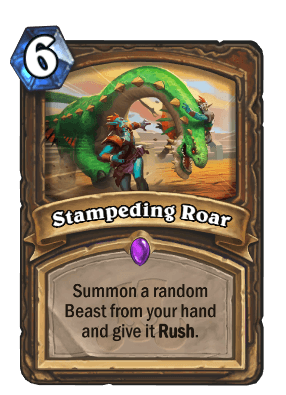 6
Stampeding Roar
Summon a random
Beast from your hand
and give it Rush.